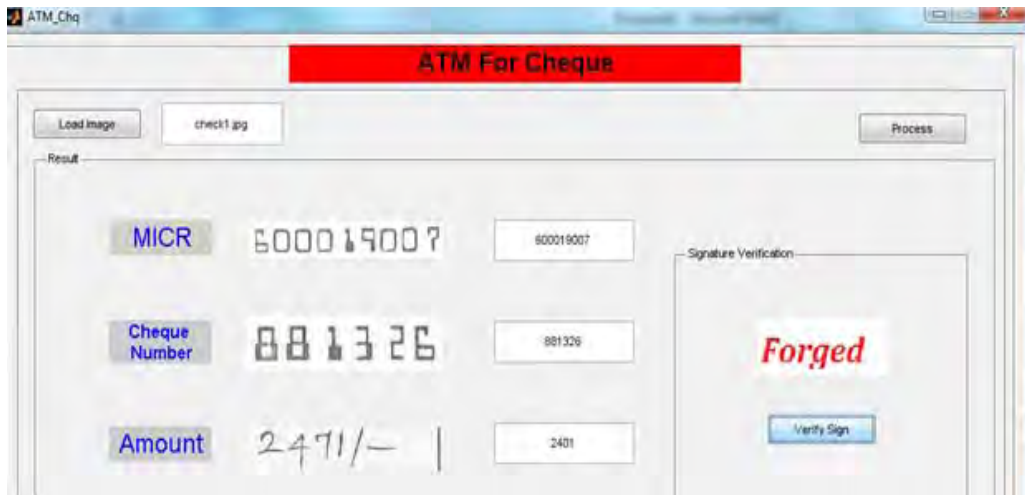 ATM_Chq
ATM For Cheque
Load Image
check1.jpg
Process
Result
MICR
600019007
600019007
Signature Verification
Cheque
Number
881326
881326
Forged
Verify Sign
Amount
2471/-
2401